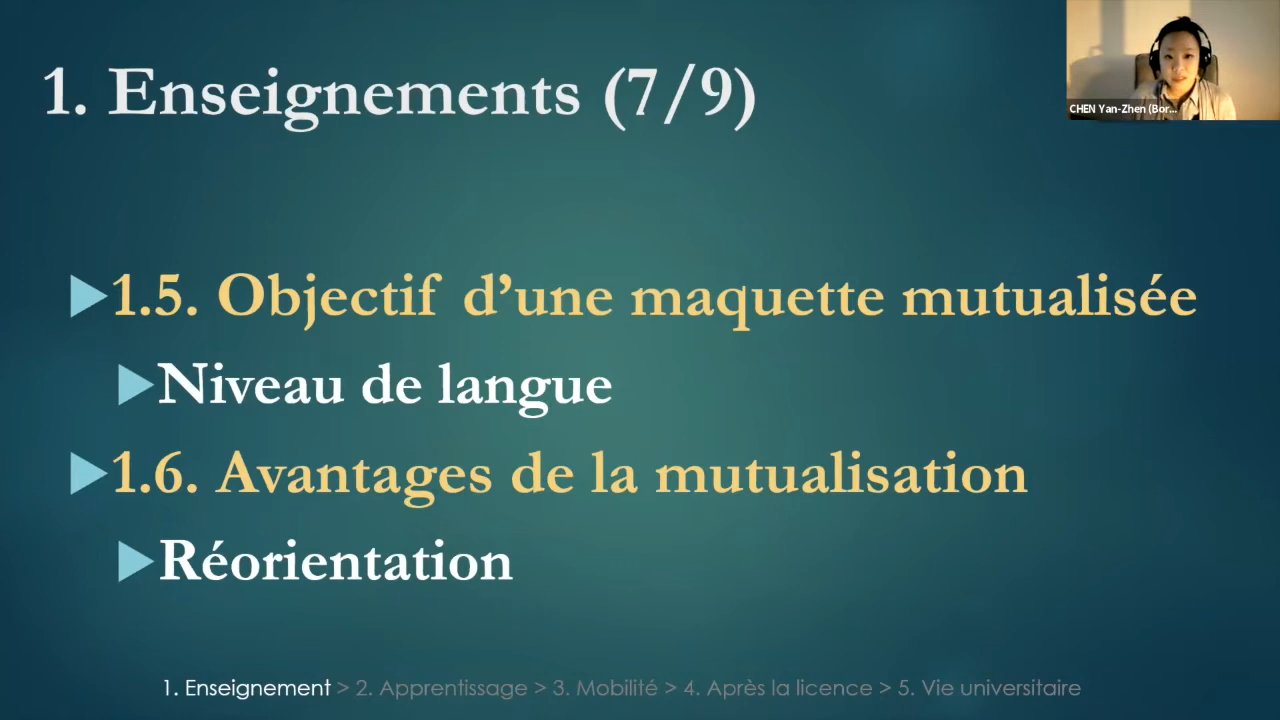 1. Enseignements (7/9)
CHEN Yan-Zhen (Bor...
1.5. Objectif d’une maquette mutualisée
Niveau de langue
1.6. Avantages de la mutualisation
Réorientation
1. Enseignement > 2. Apprentissage > 3. Mobilité > 4. Après la licence > 5. Vie universitaire